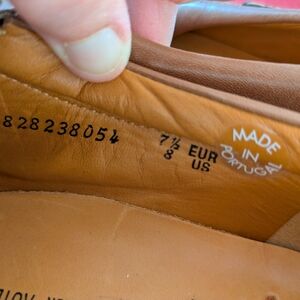 828238054
7½ EUR
8 US
MADE
IN
PORTUGAL